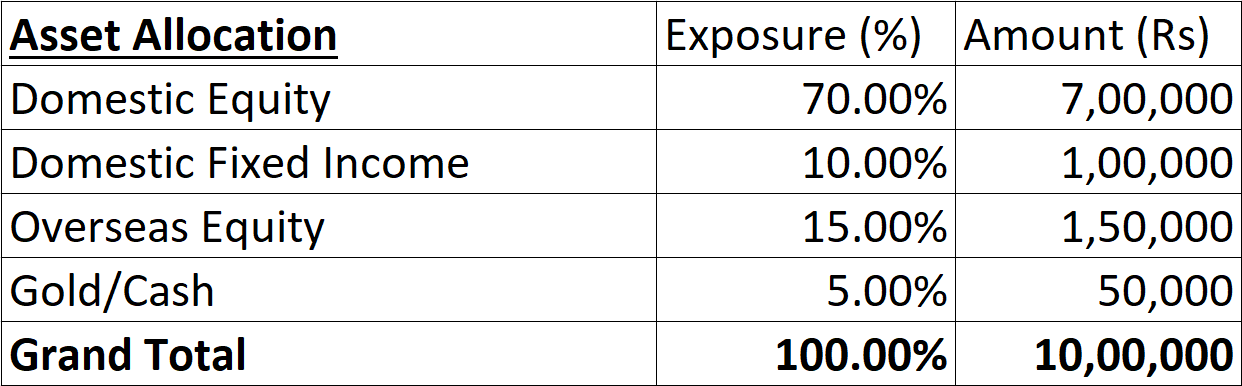 Asset Allocation Exposure (%) Amount (Rs)
Domestic Equity 70.00% 7,00,000
Domestic Fixed Income 10.00% 1,00,000
Overseas Equity 15.00% 1,50,000
Gold/Cash 5.00% 50,000
Grand Total 100.00% 10,00,000